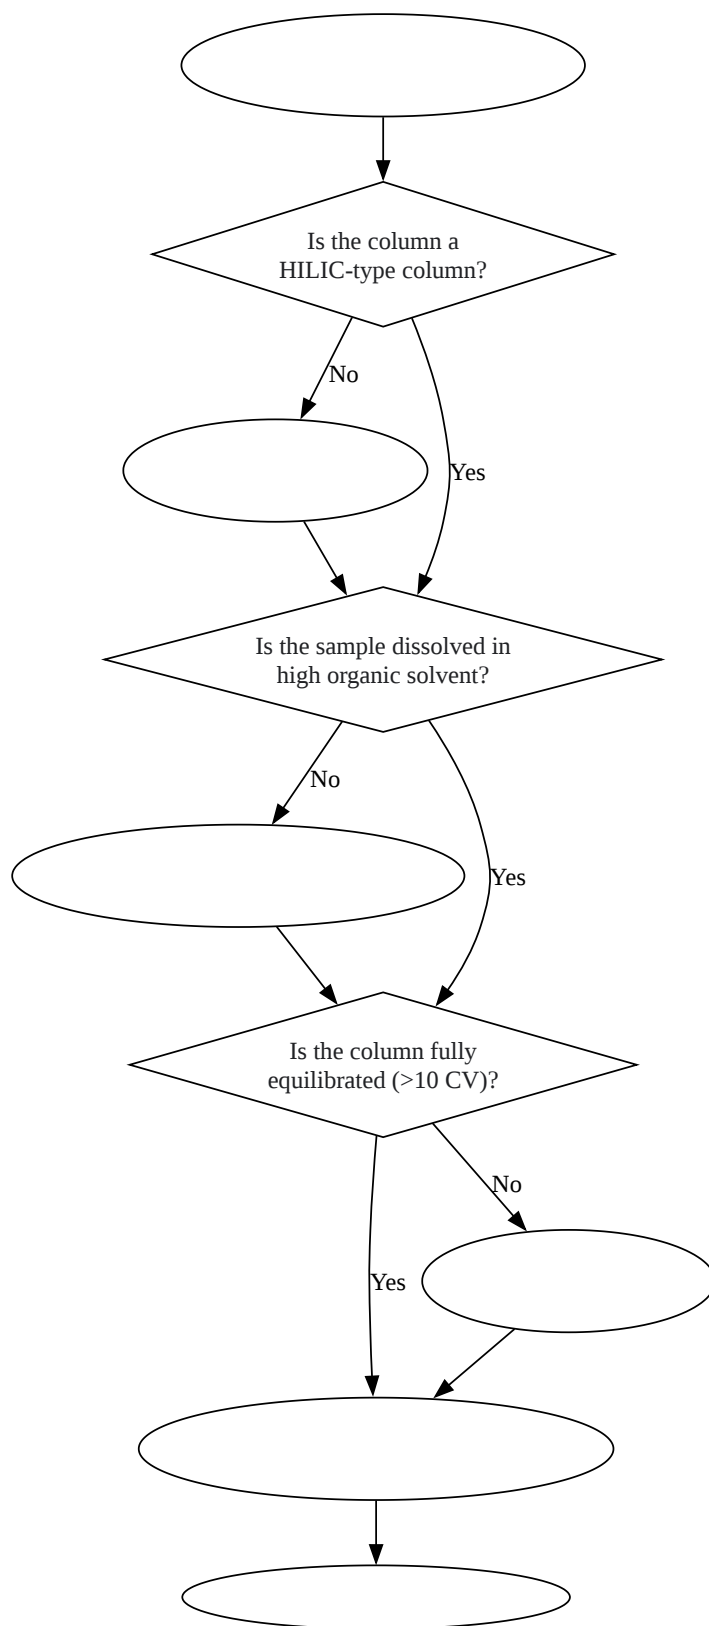 Is the column a
HILIC-type column?
No
Yes
Is the sample dissolved in
high organic solvent?
No
Yes
Is the column fully
equilibrated (>10 CV)?
No
Yes